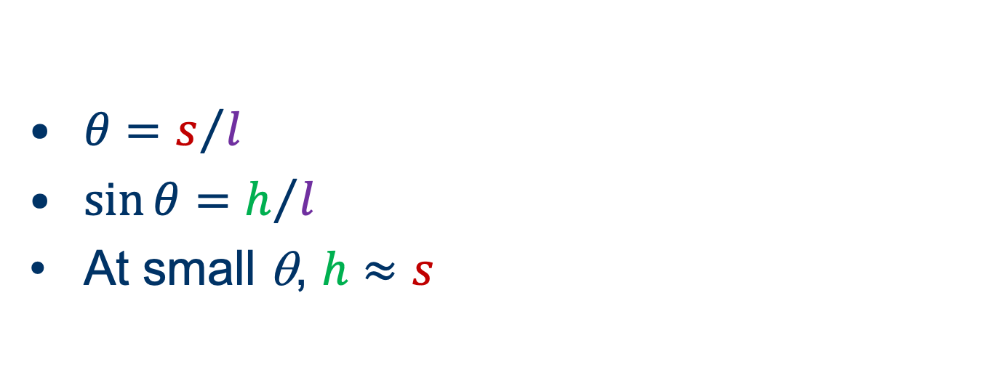 • θ = s/l
• sin θ = h/l
• At small θ, h ≈ s